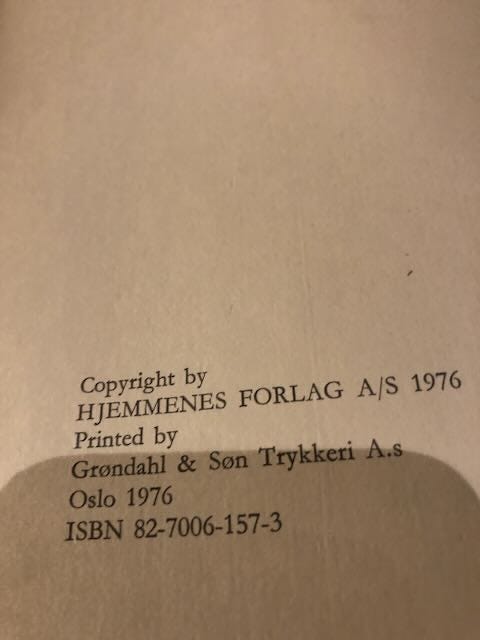 Copyright by
HJEMMENES FORLAG A/S 1976
Printed by
Grøndahl & Søn Trykkeri A.s
Oslo 1976
ISBN 82-7006-157-3